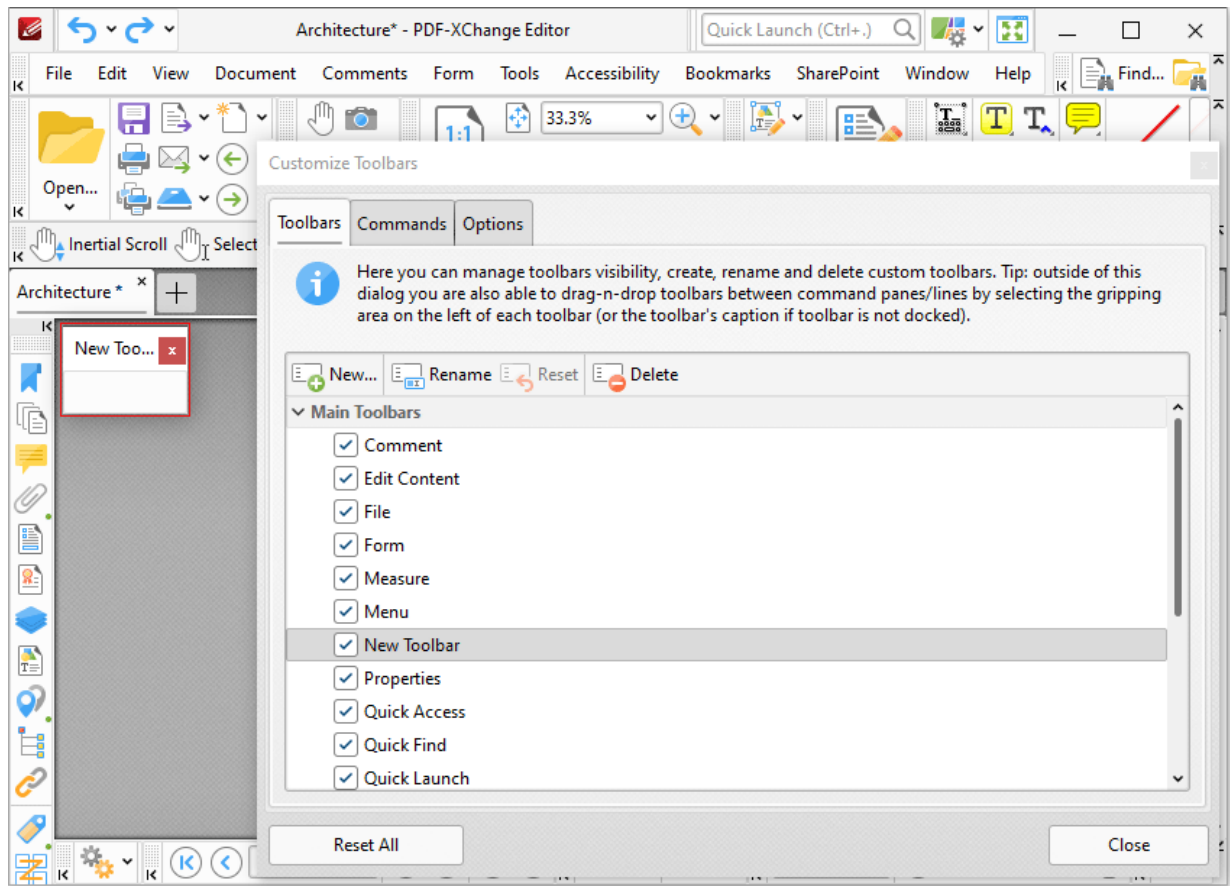 Architecture* - PDF-XChange Editor
Quick Launch (Ctrl+.)
File Edit View Document Comments Form Tools Accessibility Bookmarks SharePoint Window Help Find...
1:1
33.3%
Open...
Inertial Scroll Select
Architecture *
New Too... x
Customize Toolbars
Toolbars Commands Options
Here you can manage toolbars visibility, create, rename and delete custom toolbars. Tip: outside of this
dialog you are also able to drag-n-drop toolbars between command panes/lines by selecting the gripping
area on the left of each toolbar (or the toolbar's caption if toolbar is not docked).
New... Rename Reset Delete
Main Toolbars
Comment
Edit Content
File
Form
Measure
Menu
New Toolbar
Properties
Quick Access
Quick Find
Quick Launch
Reset All Close